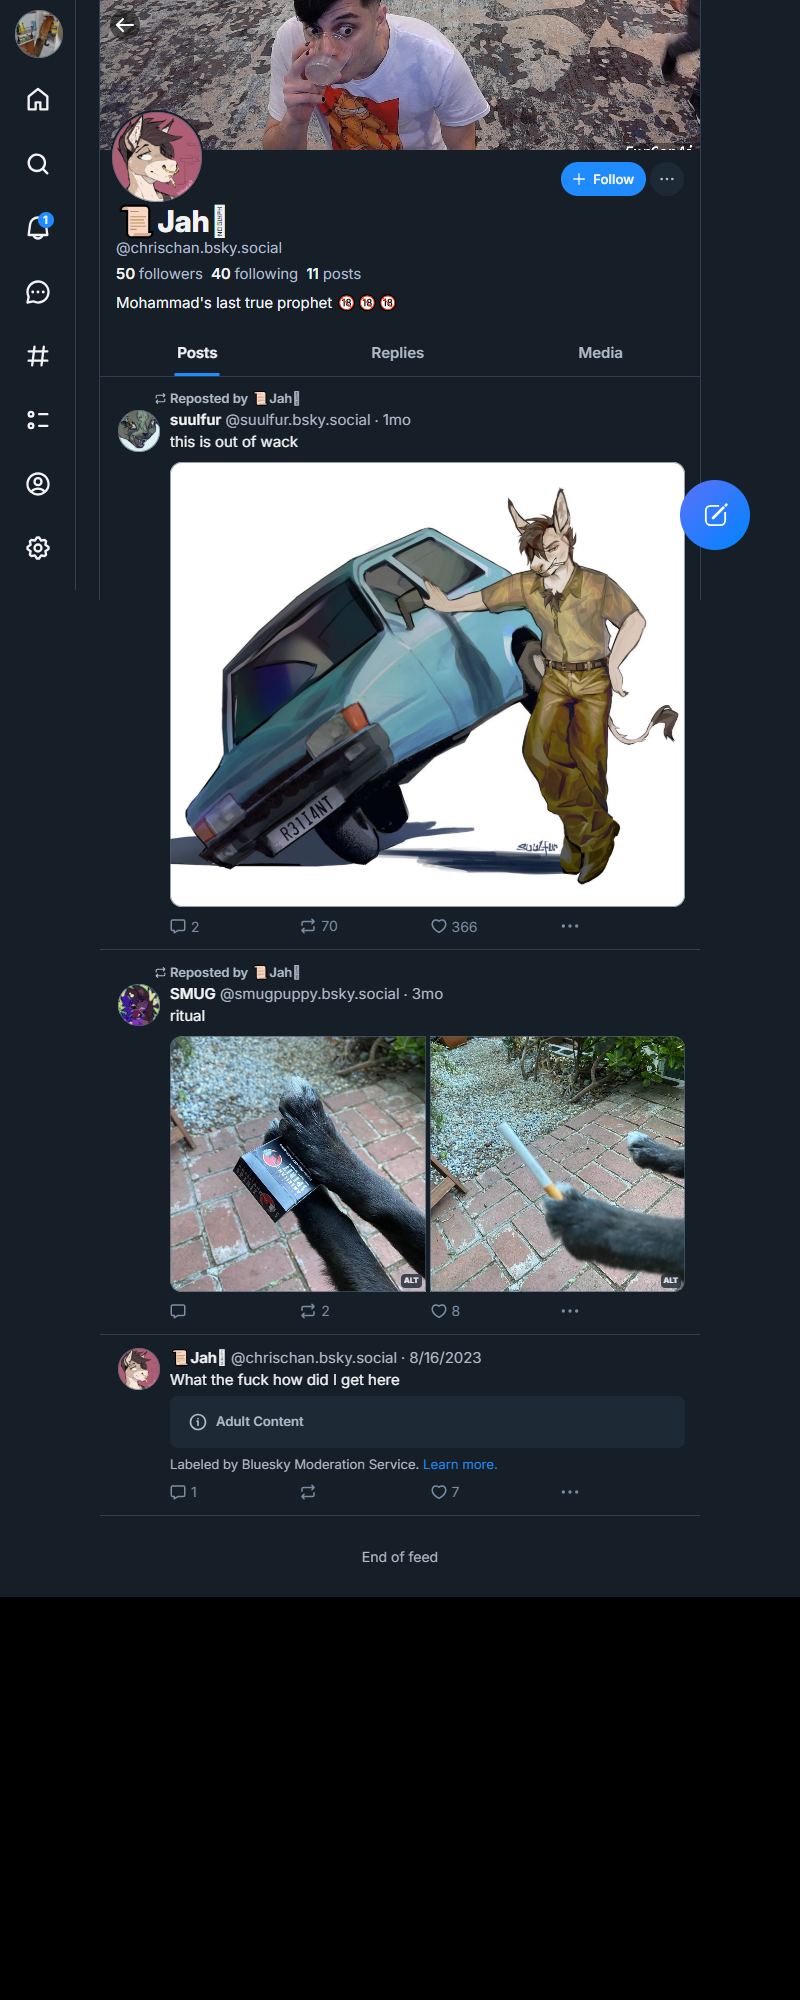 Follow
📜Jah
@chrischan.bsky.social
50 followers 40 following 11 posts
Mohammad's last true prophet 🔞 🔞 🔞
Posts Replies Media
Reposted by 📜Jah
suulfur @suulfur.bsky.social · 1mo
this is out of wack
R31I4NT
suulfur
2 70 366
Reposted by 📜Jah
SMUG @smugpuppy.bsky.social · 3mo
ritual
ALT ALT
2 8
📜Jah @chrischan.bsky.social · 8/16/2023
What the fuck how did I get here
Adult Content
Labeled by Bluesky Moderation Service. Learn more.
1 7
End of feed
1